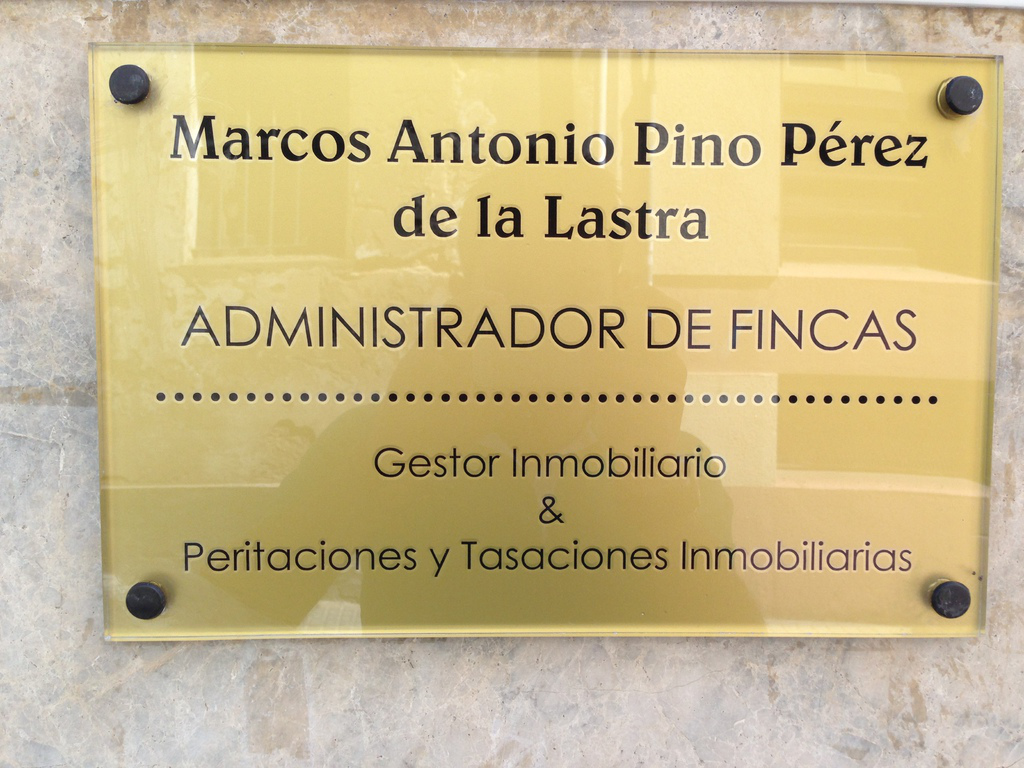 Marcos Antonio Pino Pérez
de la Lastra
ADMINISTRADOR DE FINCAS
Gestor Inmobiliario
&
Peritaciones y Tasaciones Inmobiliarias